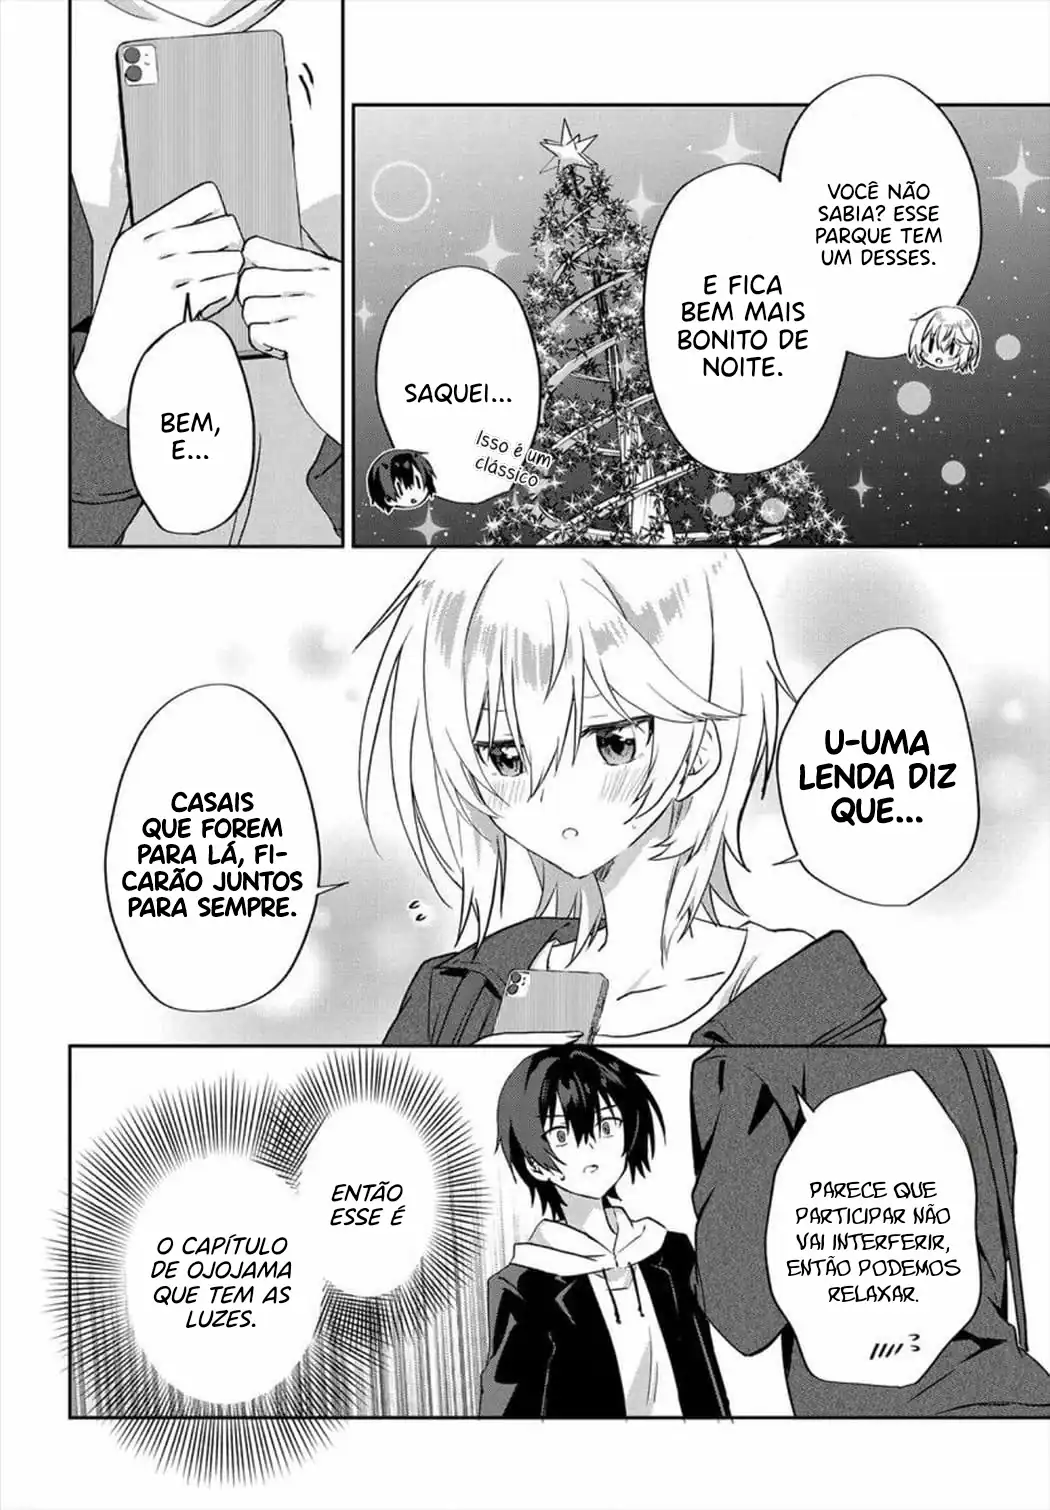 VOCÊ NÃO
SABIA? ESSE
PARQUE TEM
UM DESSES.
E FICA
BEM MAIS
BONITO DE
NOITE.
SAQUEI...
Isso é um
clássico
BEM,
E...
U-UMA
LENDA DIZ
QUE...
CASAIS
QUE FOREM
PARA LÁ, FI-
CARÃO JUNTOS
PARA SEMPRE.
PARECE QUE
PARTICIPAR NÃO
VAI INTERFERIR,
ENTÃO PODEMOS
RELAXAR.
ENTÃO
ESSE É
O CAPÍTULO
DE OJOJAMA
QUE TEM AS
LUZES.